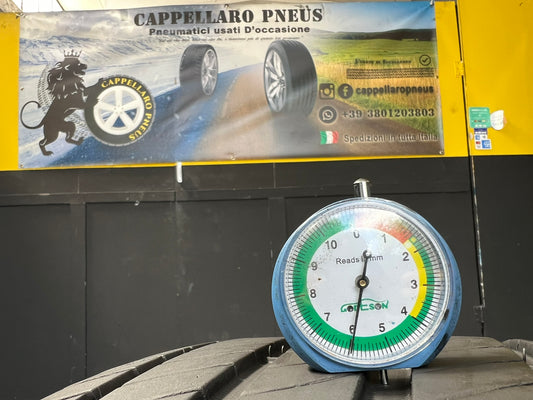 CAPPELLARO PNEUS
Pneumatici usati D'occasione
CAPPELLARO PNEUS
cappellaropneus
+39 3801203803
Spedizioni in tutta Italia
0
1
2
3
4
5
6
7
8
9
10
Reads in mm
GODESON